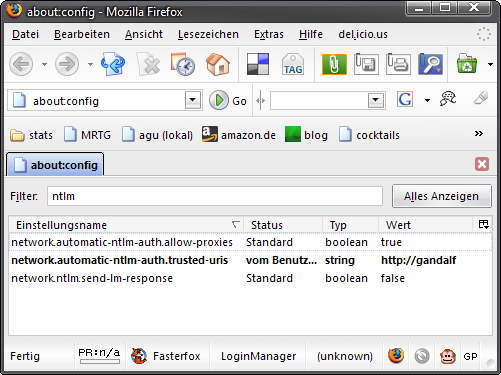 about:config - Mozilla Firefox
Datei Bearbeiten Ansicht Lesezeichen Extras Hilfe del.icio.us
TAG
about:config Go G
stats MRTG agu (lokal) amazon.de blog cocktails
about:config
Filter: ntlm Alles Anzeigen
Einstellungsname Status Typ Wert
network.automatic-ntlm-auth.allow-proxies Standard boolean true
network.automatic-ntlm-auth.trusted-uris vom Benutz... string http://gandalf
network.ntlm.send-lm-response Standard boolean false
Fertig PR:n/a Fasterfox LoginManager (unknown) GP